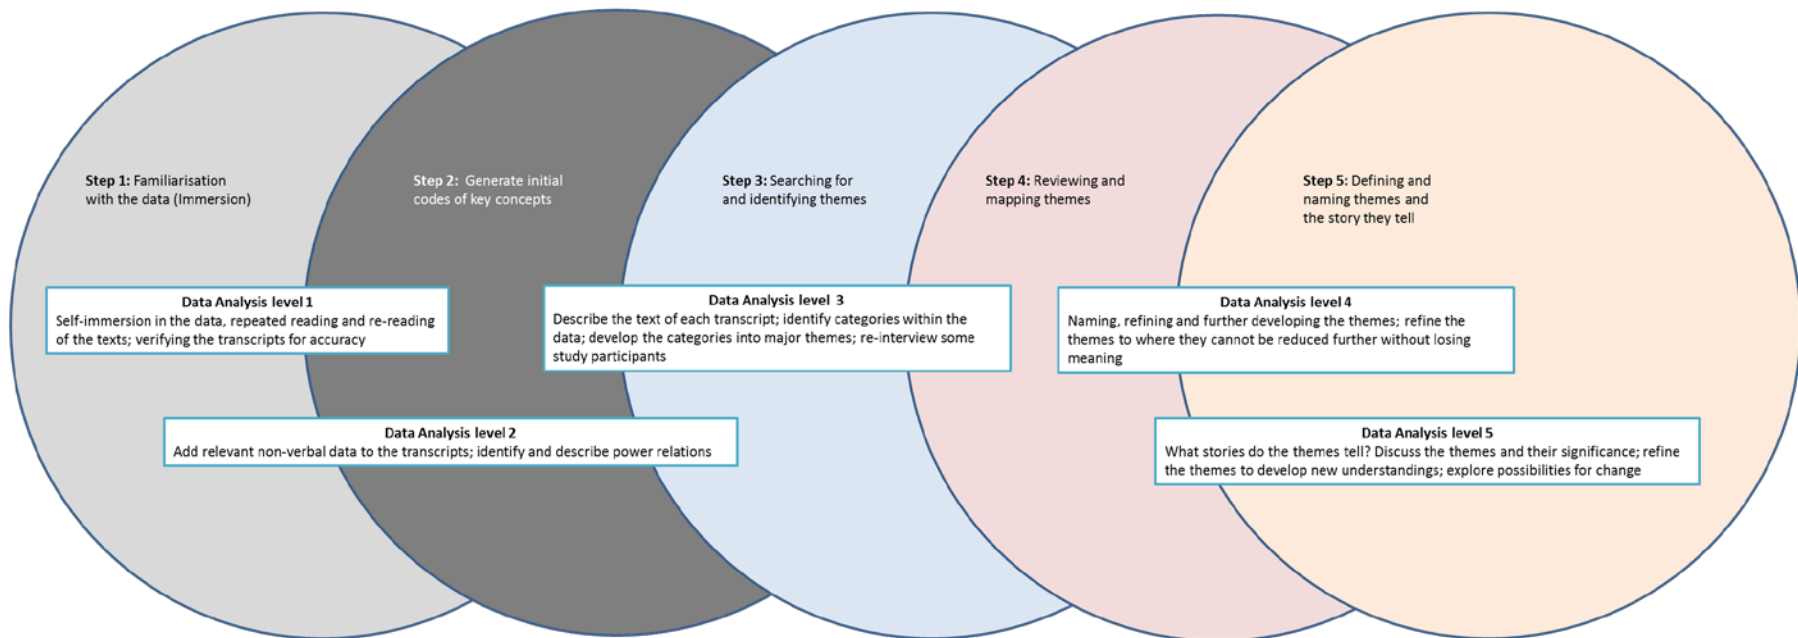 Step 1: Familiarisation
with the data (Immersion)
Step 2:  Generate initial
codes of key concepts
Step 3: Searching for
and identifying themes
Step 4: Reviewing and
mapping themes
Step 5: Defining and
naming themes and
the story they tell
Data Analysis level 1
Self-immersion in the data, repeated reading and re-reading
of the texts; verifying the transcripts for accuracy
Data Analysis level 2
Add relevant non-verbal data to the transcripts; identify and describe power relations
Data Analysis level  3
Describe the text of each transcript; identify categories within the
data; develop the categories into major themes; re-interview some
study participants
Data Analysis level 4
Naming, refining and further developing the themes; refine the
themes to where they cannot be reduced further without losing
meaning
Data Analysis level 5
What stories do the themes tell? Discuss the themes and their significance; refine
the themes to develop new understandings; explore possibilities for change